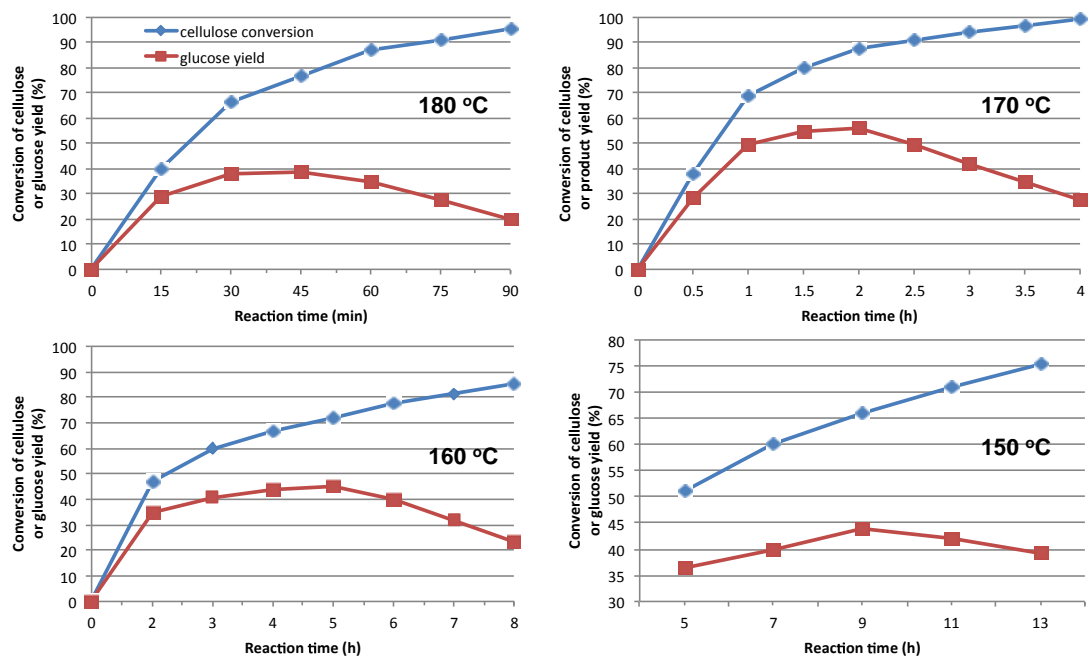 100
90
80
70
60
50
40
30
20
10
0
cellulose conversion
glucose yield
180 °C
0 15 30 45 60 75 90
Reaction time (min)
Conversion of cellulose
or glucose yield (%)
100
90
80
70
60
50
40
30
20
10
0
170 °C
0 0.5 1 1.5 2 2.5 3 3.5 4
Reaction time (h)
Conversion of cellulose
or product yield (%)
100
90
80
70
60
50
40
30
20
10
0
160 °C
0 2 3 4 5 6 7 8
Reaction time (h)
Conversion of cellulose
or glucose yield (%)
80
75
70
65
60
55
50
45
40
35
30
150 °C
5 7 9 11 13
Reaction time (h)
Conversion of cellulose
or glucose yield (%)